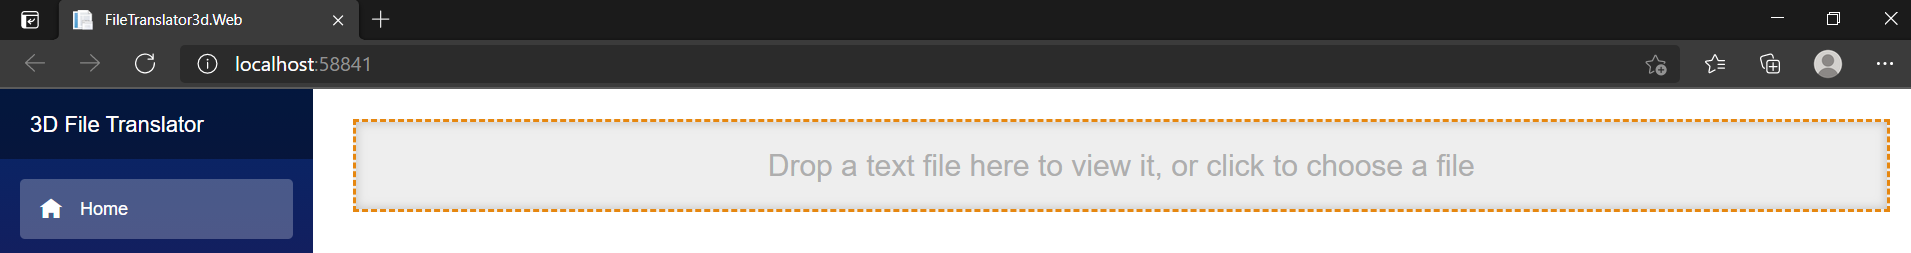 FileTranslator3d.Web
localhost:58841
3D File Translator
Drop a text file here to view it, or click to choose a file
Home